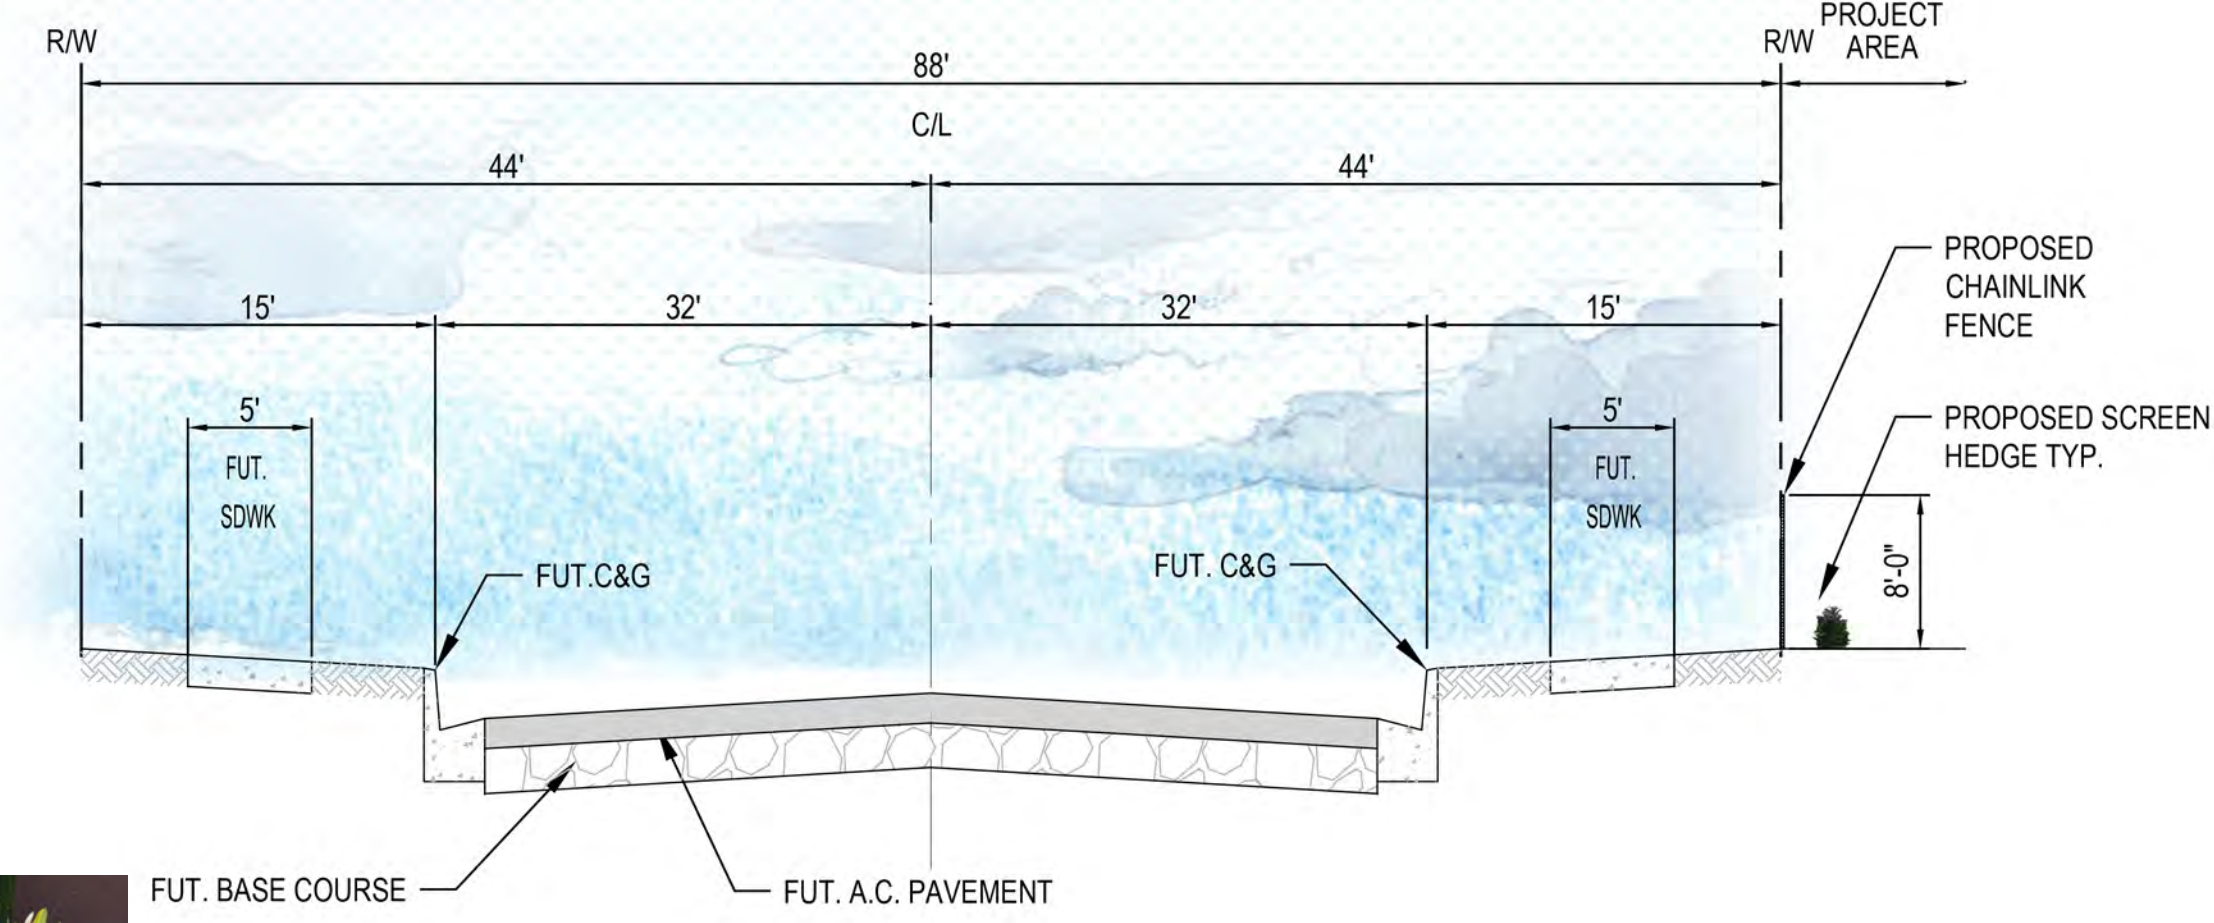 PROJECT
AREA
R/W
R/W
88'
C/L
44'
44'
15'
32'
32'
15'
PROPOSED
CHAINLINK
FENCE
5'
FUT.
SDWK
5'
FUT.
SDWK
PROPOSED SCREEN
HEDGE TYP.
FUT.C&G
FUT. C&G
8'-0"
FUT. BASE COURSE
FUT. A.C. PAVEMENT